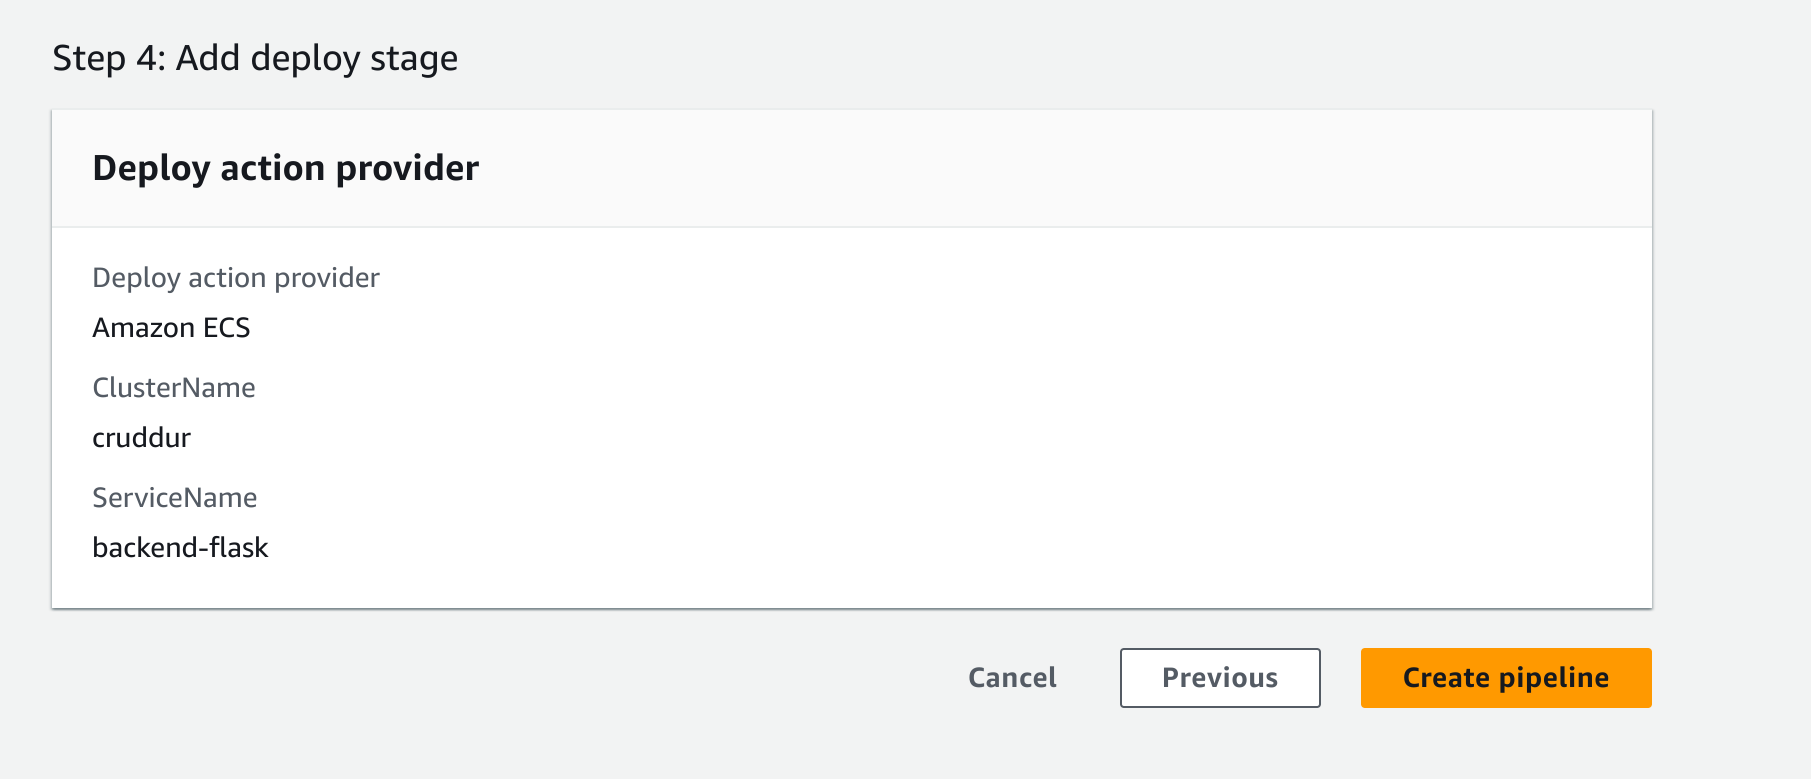 Step 4: Add deploy stage
Deploy action provider
Deploy action provider
Amazon ECS
ClusterName
cruddur
ServiceName
backend-flask
Cancel Previous Create pipeline